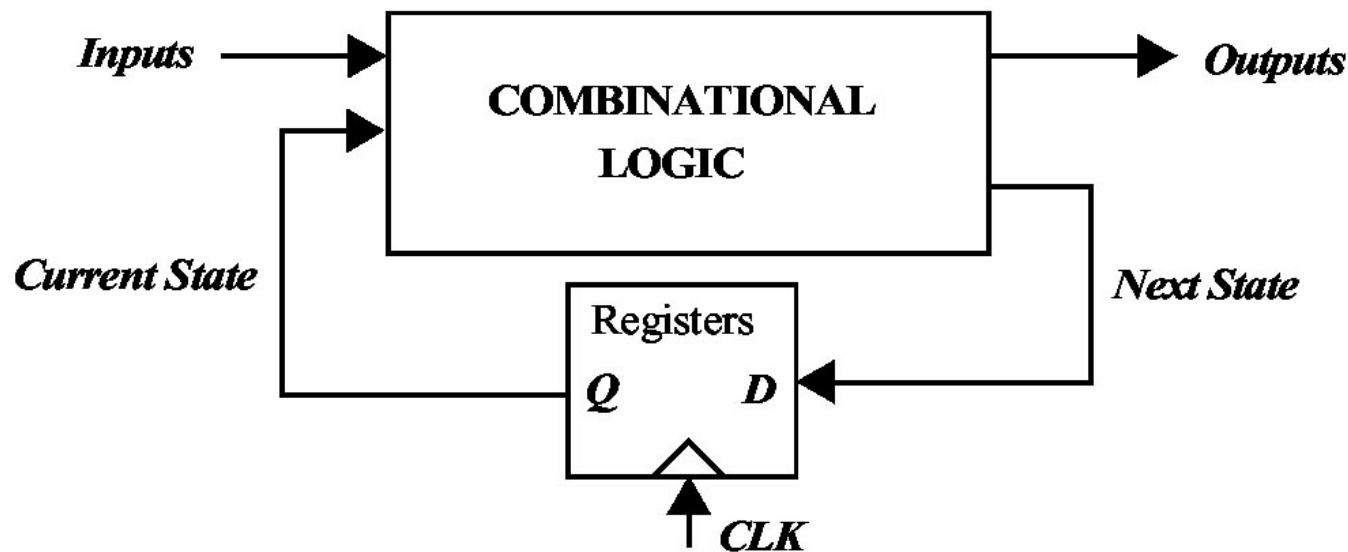 Inputs
Outputs
COMBINATIONAL
LOGIC
Current State
Next State
Registers
Q D
CLK